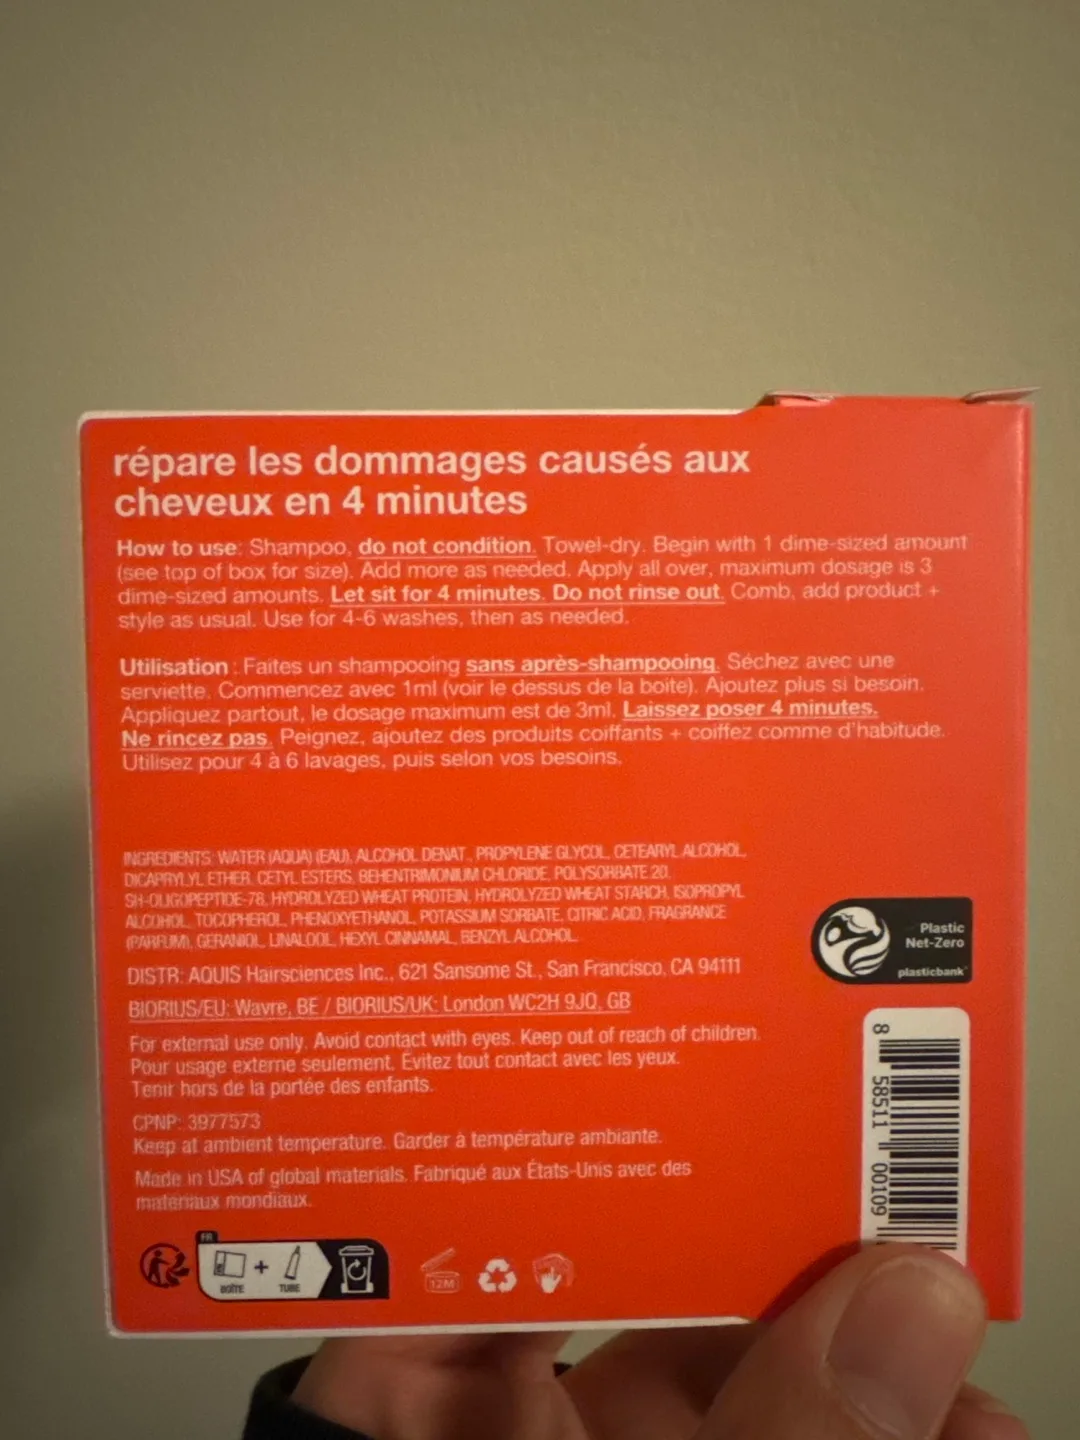 répare les dommages causés aux
cheveux en 4 minutes
How to use: Shampoo, do not condition. Towel-dry. Begin with 1 dime-sized amount
(see top of box for size). Add more as needed. Apply all over, maximum dosage is 3
dime-sized amounts. Let sit for 4 minutes. Do not rinse out. Comb, add product +
style as usual. Use for 4-6 washes, then as needed.
Utilisation : Faites un shampooing sans après-shampooing. Séchez avec une
serviette. Commencez avec 1ml (voir le dessus de la boite). Ajoutez plus si besoin.
Appliquez partout, le dosage maximum est de 3ml. Laissez poser 4 minutes.
Ne rincez pas. Peignez, ajoutez des produits coiffants + coiffez comme d'habitude.
Utilisez pour 4 à 6 lavages, puis selon vos besoins.
INGREDIENTS: WATER (AQUA) (EAU), ALCOHOL DENAT., PROPYLENE GLYCOL, CETEARYL ALCOHOL,
DICAPRYLYL ETHER, CETYL ESTERS, BEHENTRIMONIUM CHLORIDE, POLYSORBATE 20,
SH-OLIGOPEPTIDE-78, HYDROLYZED WHEAT PROTEIN, HYDROLYZED WHEAT STARCH, ISOPROPYL
ALCOHOL, TOCOPHEROL, PHENOXYETHANOL, POTASSIUM SORBATE, CITRIC ACID, FRAGRANCE
(PARFUM), GERANIOL, LINALOOL, HEXYL CINNAMAL, BENZYL ALCOHOL.
DISTR: AQUIS Hairsciences Inc., 621 Sansome St., San Francisco, CA 94111
BIORIUS/EU: Wavre, BE / BIORIUS/UK: London WC2H 9JQ, GB
For external use only. Avoid contact with eyes. Keep out of reach of children.
Pour usage externe seulement. Évitez tout contact avec les yeux.
Tenir hors de la portée des enfants.
CPNP: 3977573
Keep at ambient temperature. Garder à température ambiante.
Made in USA of global materials. Fabriqué aux États-Unis avec des
matériaux mondiaux.
Plastic
Net-Zero
plasticbank
8 58511 00109
FR
BOÎTE + TUBE
12M